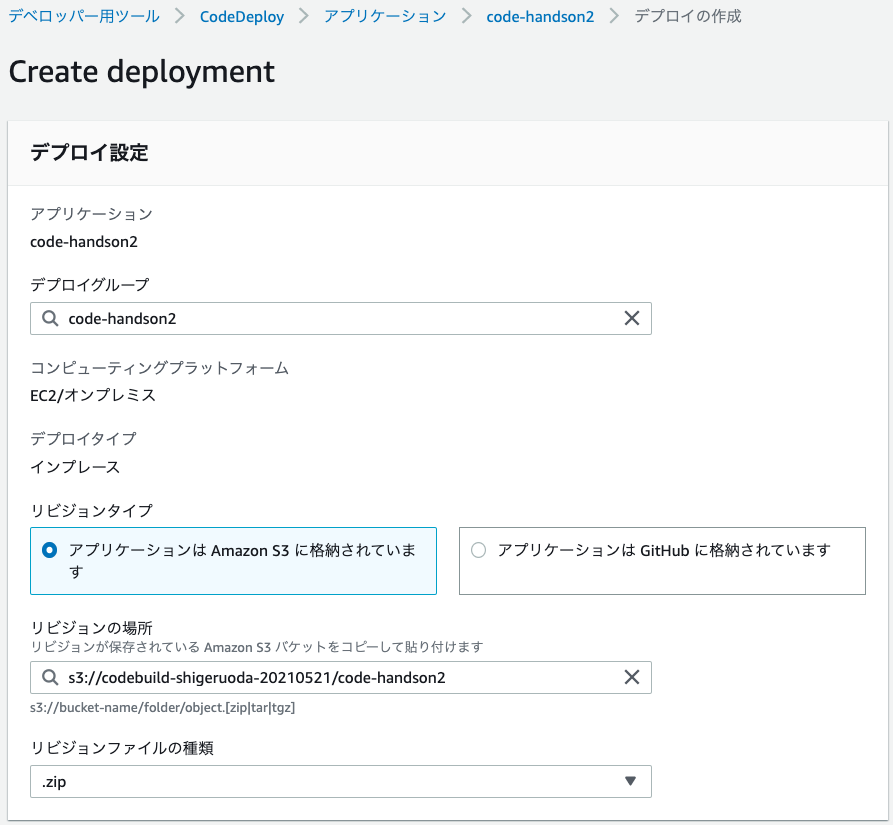 デベロッパー用ツール > CodeDeploy > アプリケーション > code-handson2 > デプロイの作成
Create deployment
デプロイ設定
アプリケーション
code-handson2
デプロイグループ
code-handson2
コンピューティングプラットフォーム
EC2/オンプレミス
デプロイタイプ
インプレース
リビジョンタイプ
アプリケーションは Amazon S3 に格納されていま
す
アプリケーションは GitHub に格納されています
リビジョンの場所
リビジョンが保存されている Amazon S3 バケットをコピーして貼り付けます
s3://codebuild-shigeruoda-20210521/code-handson2
s3://bucket-name/folder/object.[zip|tar|tgz]
リビジョンファイルの種類
.zip